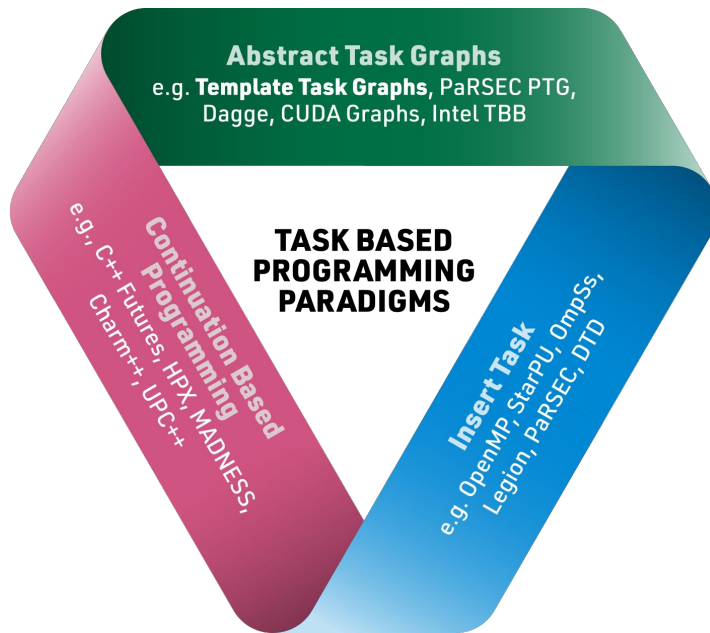 Abstract Task Graphs
e.g. Template Task Graphs, PaRSEC PTG,
Dagge, CUDA Graphs, Intel TBB
TASK BASED
PROGRAMMING
PARADIGMS
Continuation Based
Programming
e.g., C++ Futures, HPX, MADNESS,
Charm++, UPC++
Insert Task
e.g. OpenMP, StarPU, OmpSs,
Legion, PaRSEC, DTD